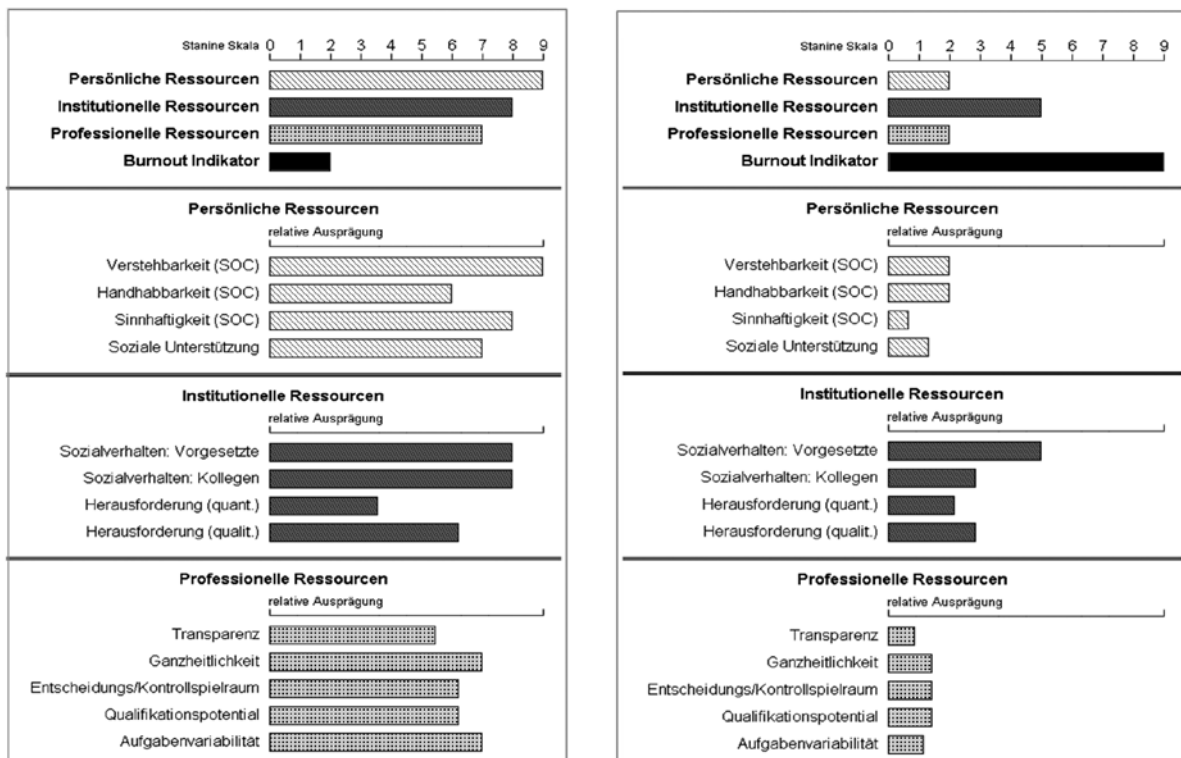 Stanine Skala 0 1 2 3 4 5 6 7 8 9
Persönliche Ressourcen
Institutionelle Ressourcen
Professionelle Ressourcen
Burnout Indikator
Persönliche Ressourcen
relative Ausprägung
Verstehbarkeit (SOC)
Handhabbarkeit (SOC)
Sinnhaftigkeit (SOC)
Soziale Unterstützung
Institutionelle Ressourcen
relative Ausprägung
Sozialverhalten: Vorgesetzte
Sozialverhalten: Kollegen
Herausforderung (quant.)
Herausforderung (qualit.)
Professionelle Ressourcen
relative Ausprägung
Transparenz
Ganzheitlichkeit
Entscheidungs/Kontrollspielraum
Qualifikationspotential
Aufgabenvariabilität
Stanine Skala 0 1 2 3 4 5 6 7 8 9
Persönliche Ressourcen
Institutionelle Ressourcen
Professionelle Ressourcen
Burnout Indikator
Persönliche Ressourcen
relative Ausprägung
Verstehbarkeit (SOC)
Handhabbarkeit (SOC)
Sinnhaftigkeit (SOC)
Soziale Unterstützung
Institutionelle Ressourcen
relative Ausprägung
Sozialverhalten: Vorgesetzte
Sozialverhalten: Kollegen
Herausforderung (quant.)
Herausforderung (qualit.)
Professionelle Ressourcen
relative Ausprägung
Transparenz
Ganzheitlichkeit
Entscheidungs/Kontrollspielraum
Qualifikationspotential
Aufgabenvariabilität